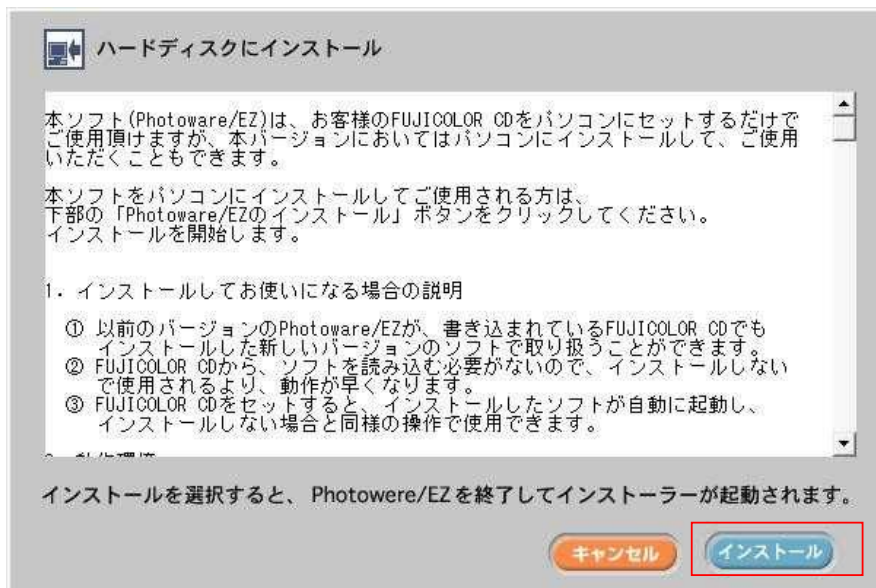 ハードディスクにインストール
本ソフト(Photoware/EZ)は、お客様のFUJICOLOR CDをパソコンにセットするだけで
ご使用頂けますが、本バージョンにおいてはパソコンにインストールして、ご使用
いただくこともできます。
本ソフトをパソコンにインストールしてご使用される方は、
下部の「Photoware/EZのインストール」ボタンをクリックしてください。
インストールを開始します。
1. インストールしてお使いになる場合の説明
① 以前のバージョンのPhotoware/EZが、書き込まれているFUJICOLOR CDでも
インストールした新しいバージョンのソフトで取り扱うことができます。
② FUJICOLOR CDから、ソフトを読み込む必要がないので、インストールしない
で使用されるより、動作が早くなります。
③ FUJICOLOR CDをセットすると、インストールしたソフトが自動に起動し、
インストールしない場合と同様の操作で使用できます。
インストールを選択すると、 Photowere/EZを終了してインストーラーが起動されます。
キャンセル
インストール